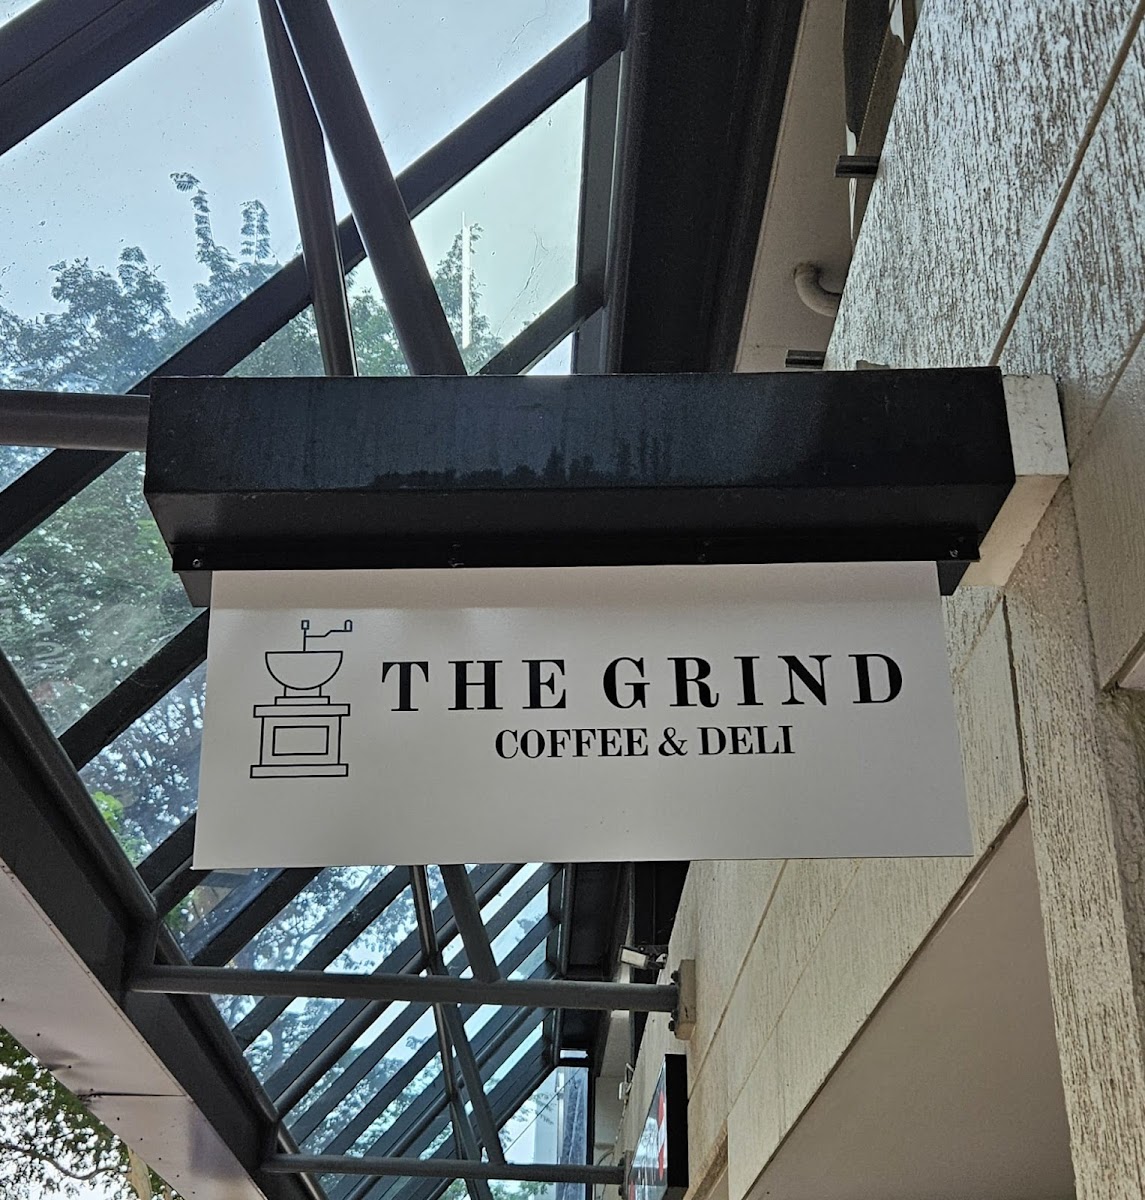 THE GRIND
COFFEE & DELI